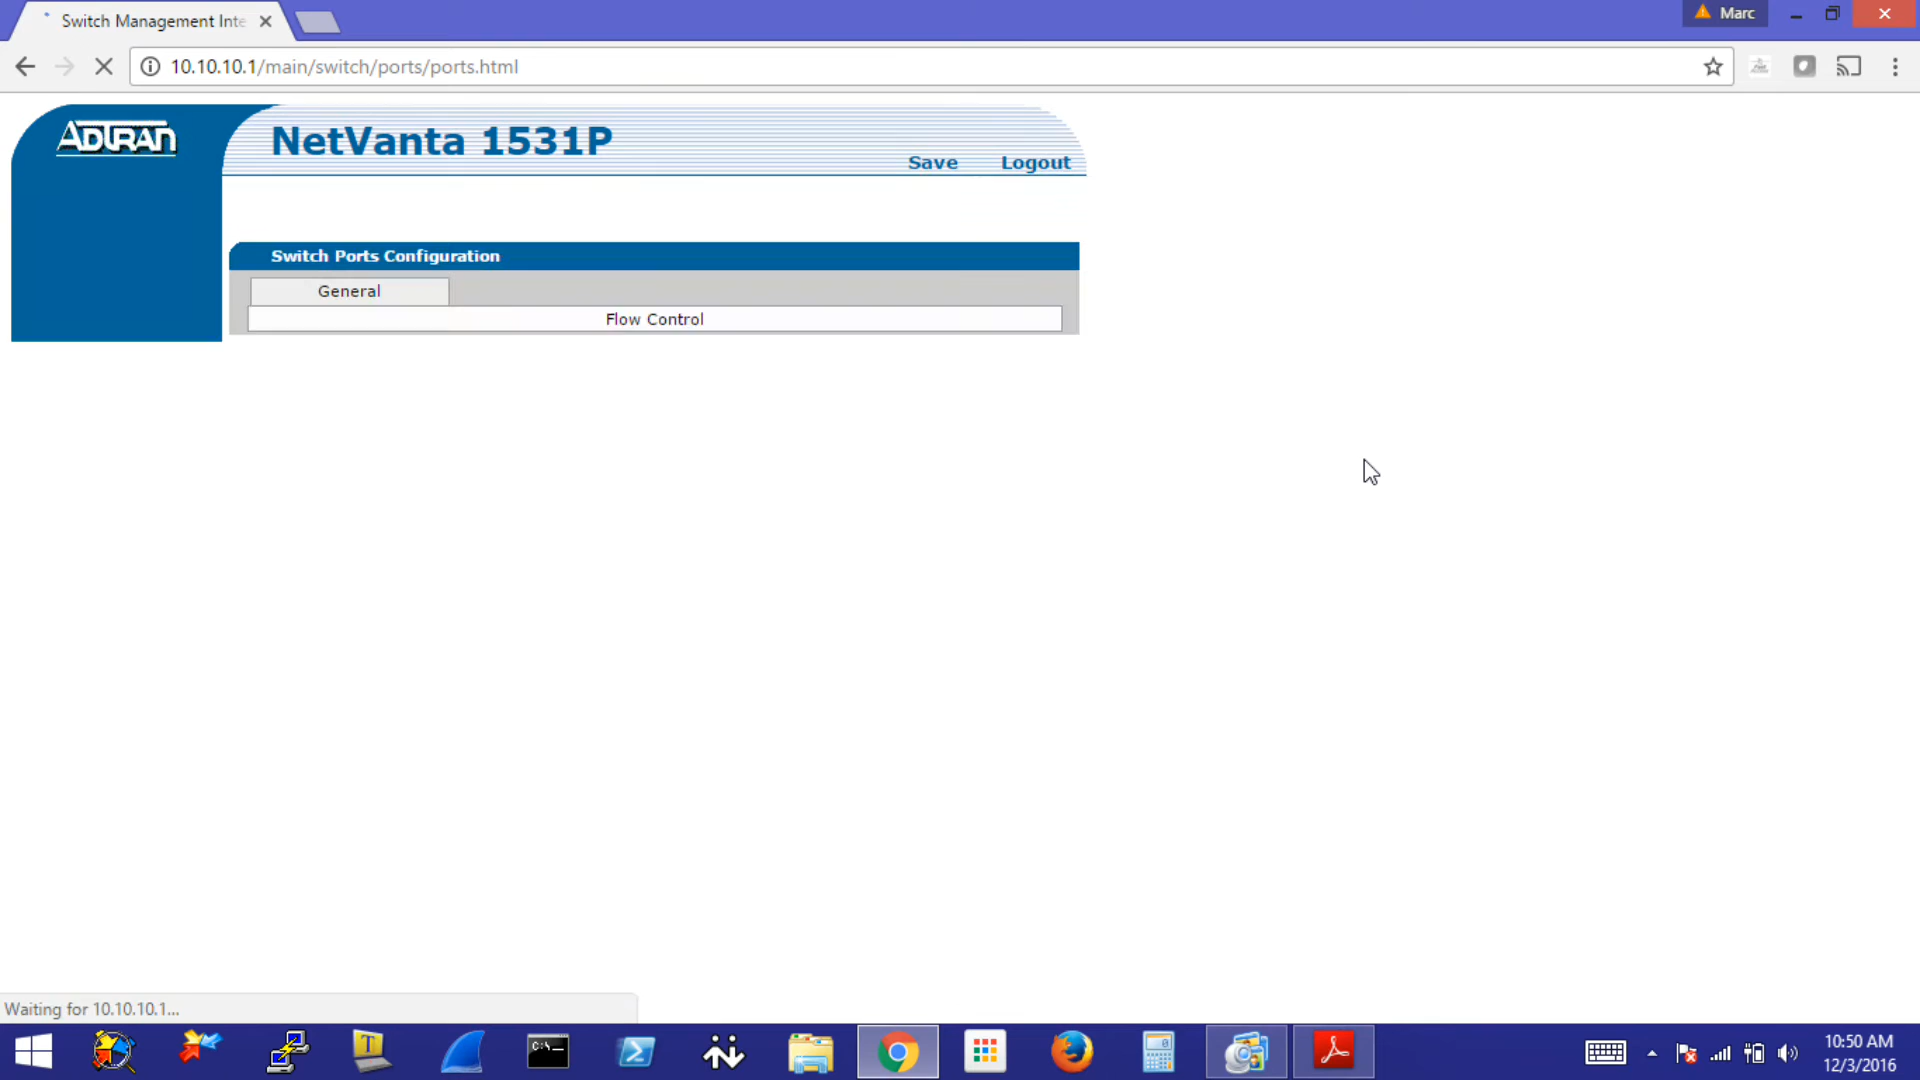 Switch Management Inte
Marc
10.10.10.1/main/switch/ports/ports.html
ADTRAN
NetVanta 1531P
Save
Logout
Switch Ports Configuration
General
Flow Control
Waiting for 10.10.10.1...
T
C:\_
0
10:50 AM
12/3/2016